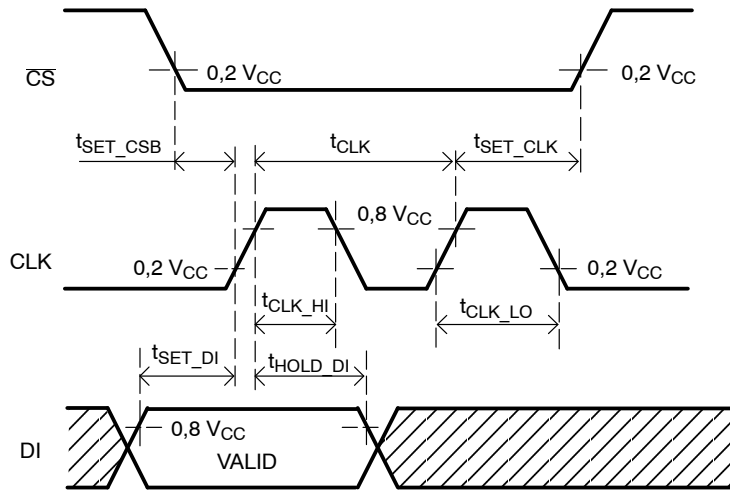 CS
0,2 VCC
0,2 VCC
tSET_CSB
tCLK
tSET_CLK
CLK
0,2 VCC
0,8 VCC
0,2 VCC
tCLK_HI
tCLK_LO
tSET_DI
tHOLD_DI
DI
0,8 VCC
VALID